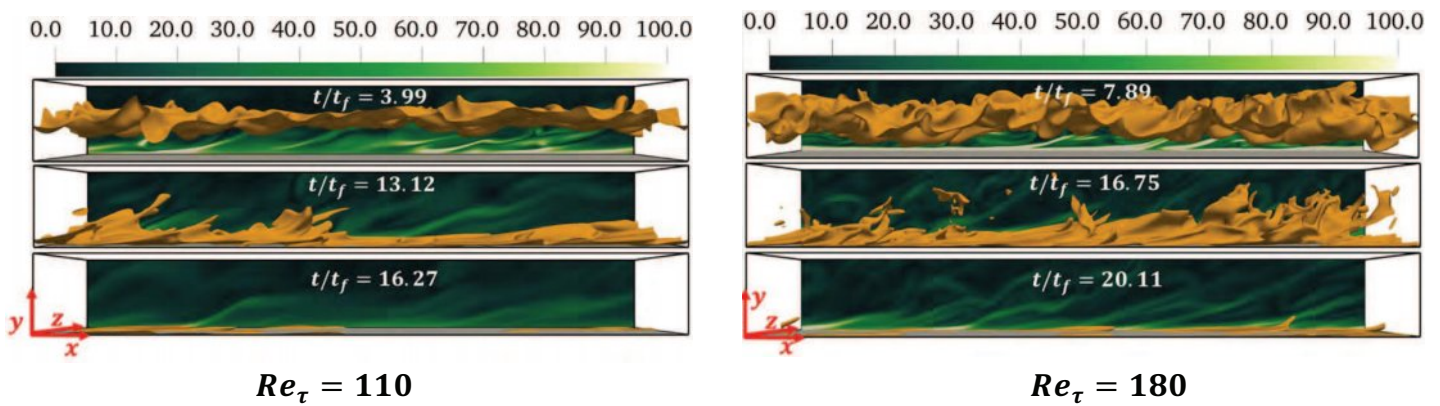 0.0 10.0 20.0 30.0 40.0 50.0 60.0 70.0 80.0 90.0 100.0
t/t_f = 3.99
t/t_f = 13.12
t/t_f = 16.27
y z x
Re_τ = 110
0.0 10.0 20.0 30.0 40.0 50.0 60.0 70.0 80.0 90.0 100.0
t/t_f = 7.89
t/t_f = 16.75
t/t_f = 20.11
y z x
Re_τ = 180